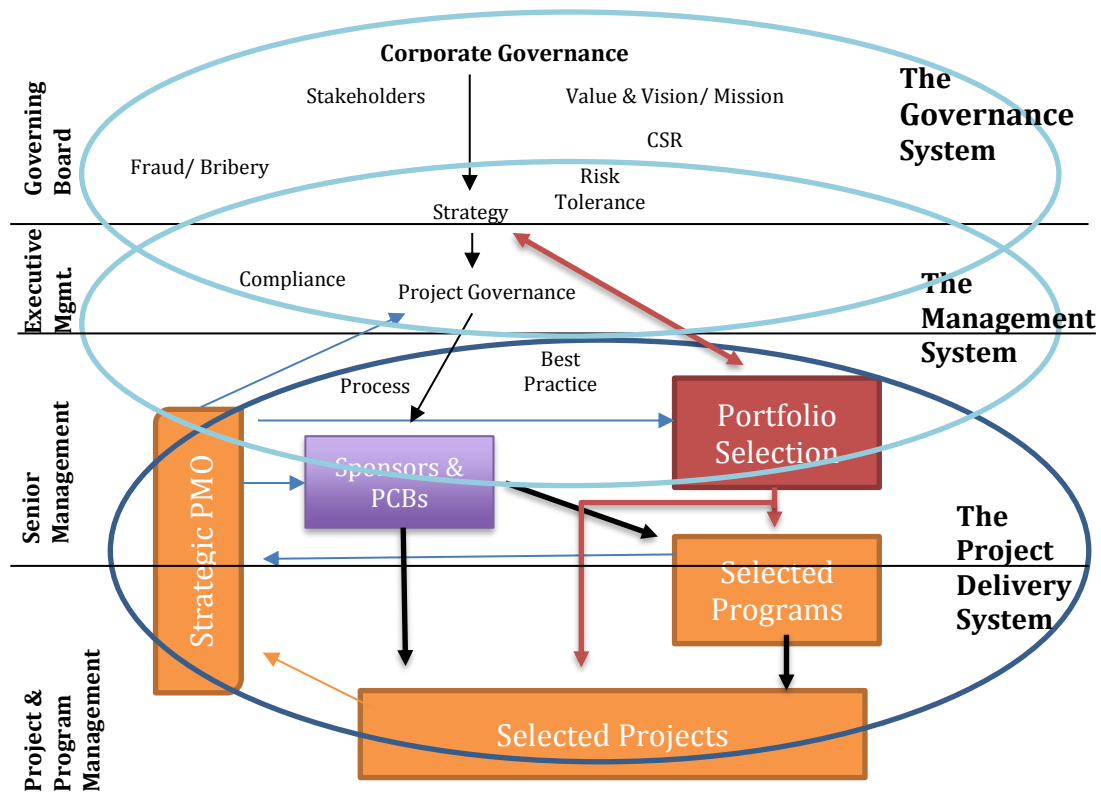 Corporate Governance
The
Governance
System
Governing
Board
Stakeholders
Value & Vision/ Mission
CSR
Fraud/ Bribery
Risk
Tolerance
Strategy
Executive
Mgmt.
Compliance
Project Governance
The
Management
System
Best
Practice
Process
Portfolio
Selection
Senior
Management
Strategic PMO
Sponsors &
PCBs
The
Project
Delivery
System
Selected
Programs
Project &
Program
Management
Selected Projects